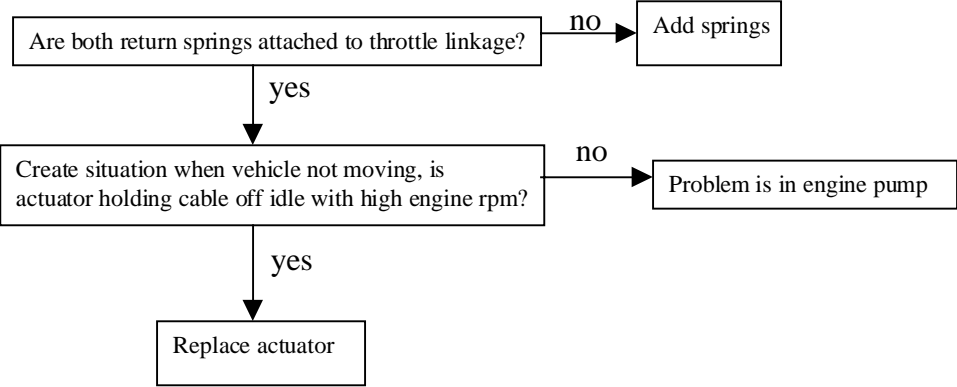 Are both return springs attached to throttle linkage?
no
Add springs
yes
Create situation when vehicle not moving, is
actuator holding cable off idle with high engine rpm?
no
Problem is in engine pump
yes
Replace actuator